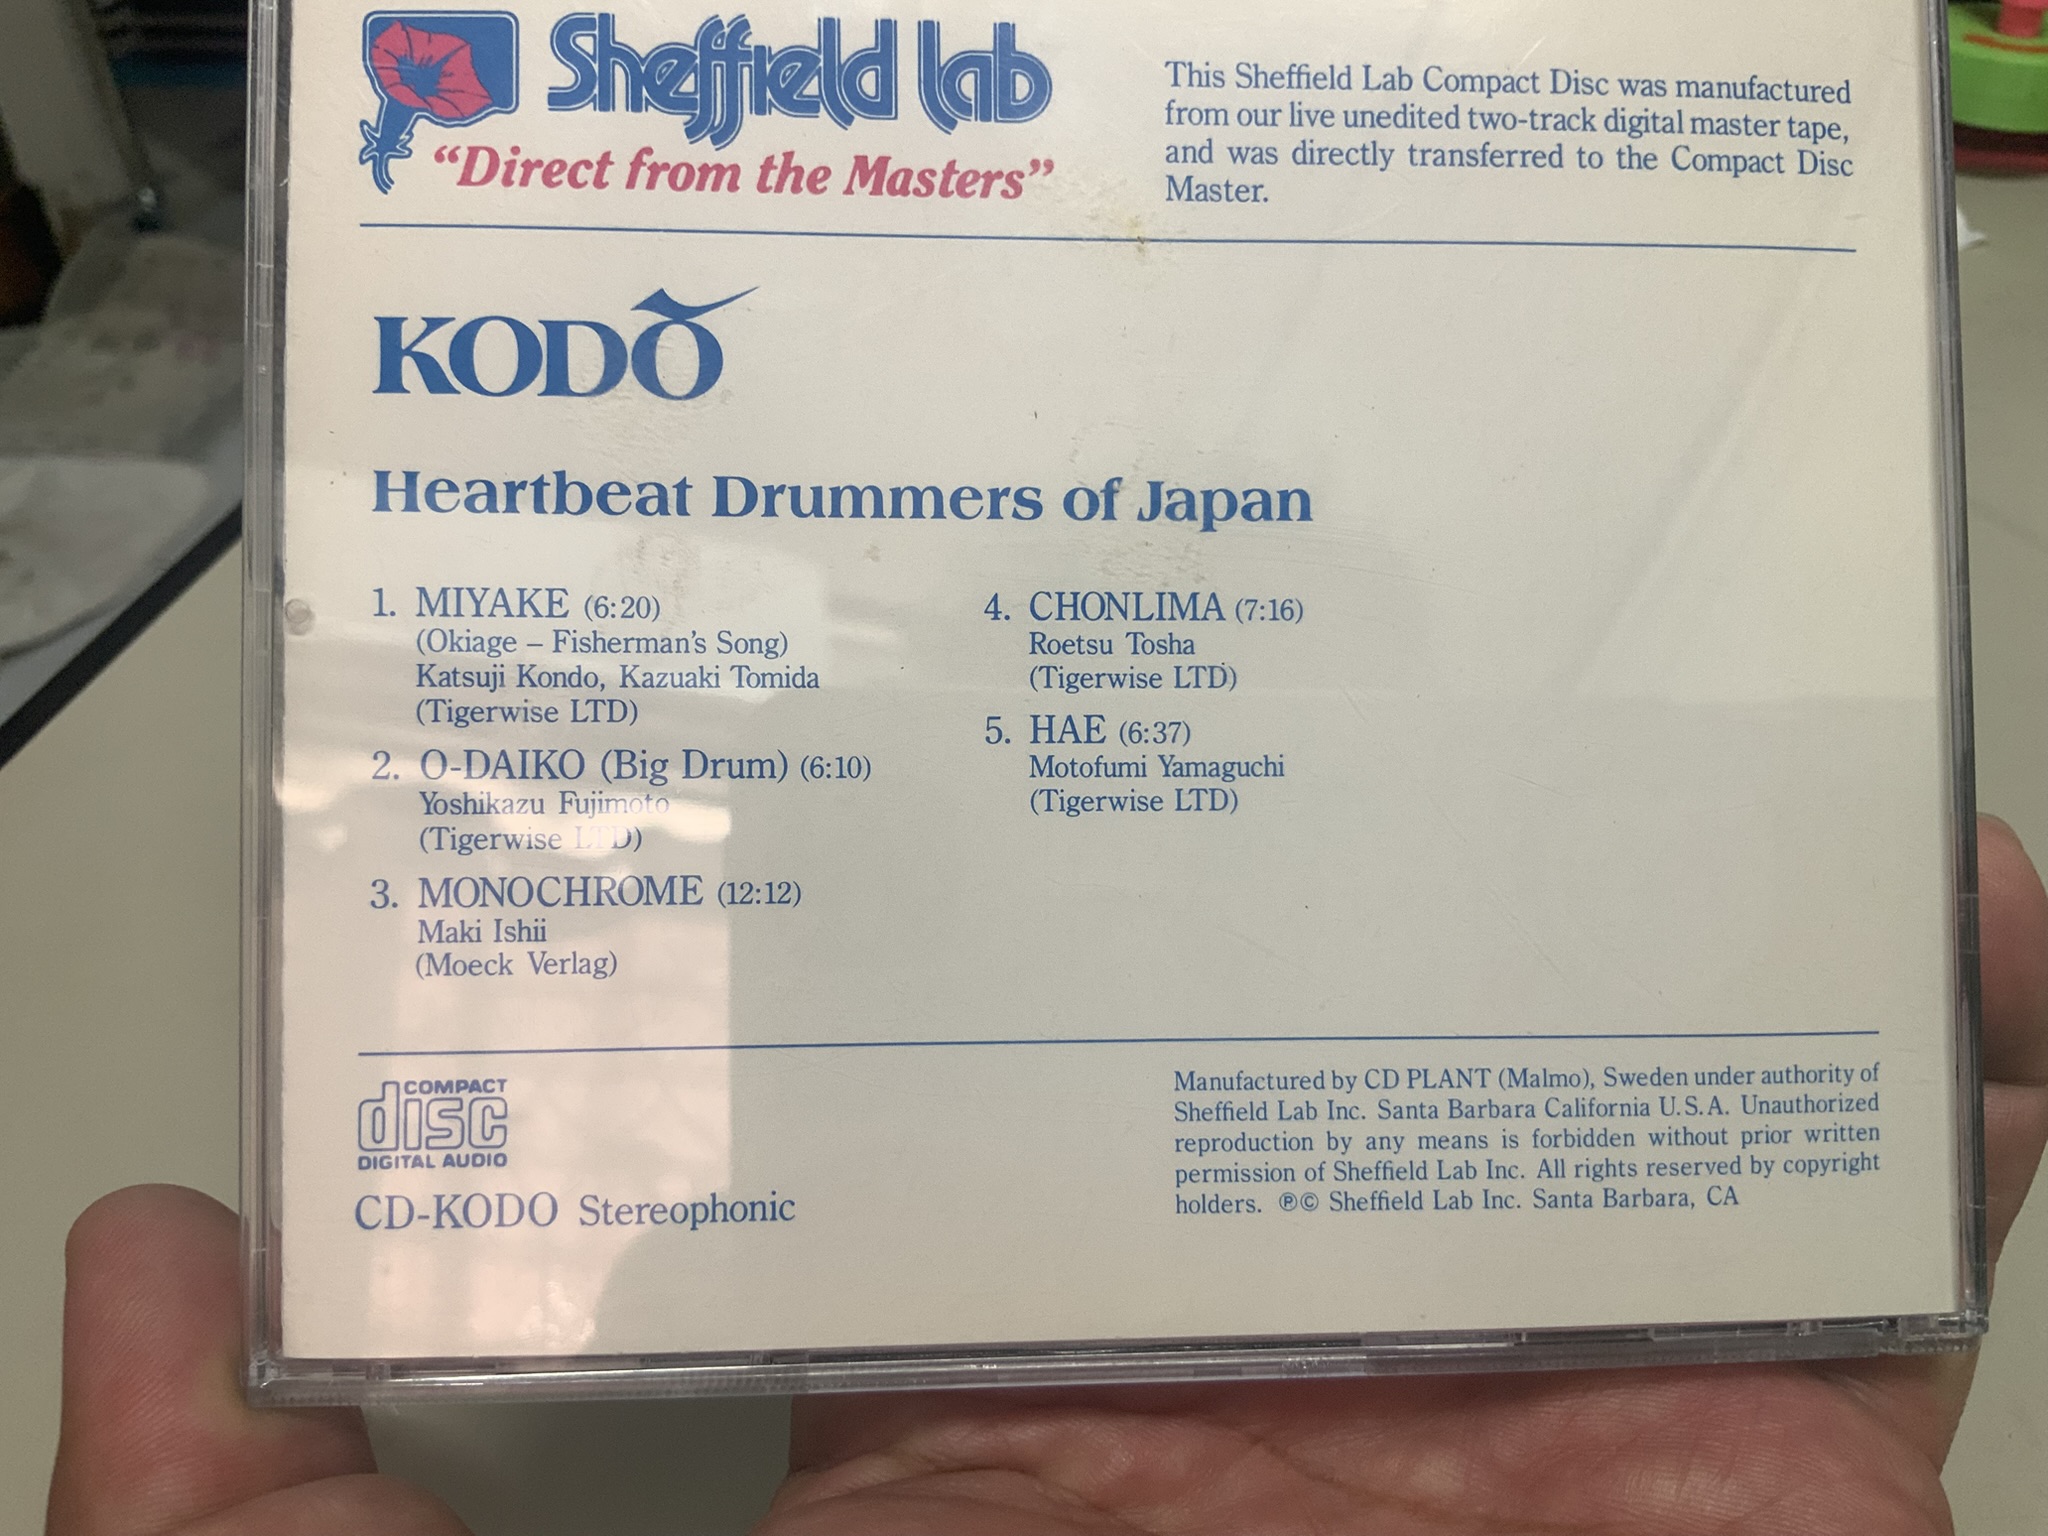 Sheffield Lab
“Direct from the Masters”
This Sheffield Lab Compact Disc was manufactured
from our live unedited two-track digital master tape,
and was directly transferred to the Compact Disc
Master.
KODŌ
Heartbeat Drummers of Japan
1. MIYAKE (6:20)
(Okiage – Fisherman’s Song)
Katsuji Kondo, Kazuaki Tomida
(Tigerwise LTD)
2. O-DAIKO (Big Drum) (6:10)
Yoshikazu Fujimoto
(Tigerwise LTD)
3. MONOCHROME (12:12)
Maki Ishii
(Moeck Verlag)
4. CHONLIMA (7:16)
Roetsu Tosha
(Tigerwise LTD)
5. HAE (6:37)
Motofumi Yamaguchi
(Tigerwise LTD)
COMPACT
disc
DIGITAL AUDIO
CD-KODO Stereophonic
Manufactured by CD PLANT (Malmo), Sweden under authority of
Sheffield Lab Inc. Santa Barbara California U.S.A. Unauthorized
reproduction by any means is forbidden without prior written
permission of Sheffield Lab Inc. All rights reserved by copyright
holders. ℗© Sheffield Lab Inc. Santa Barbara, CA